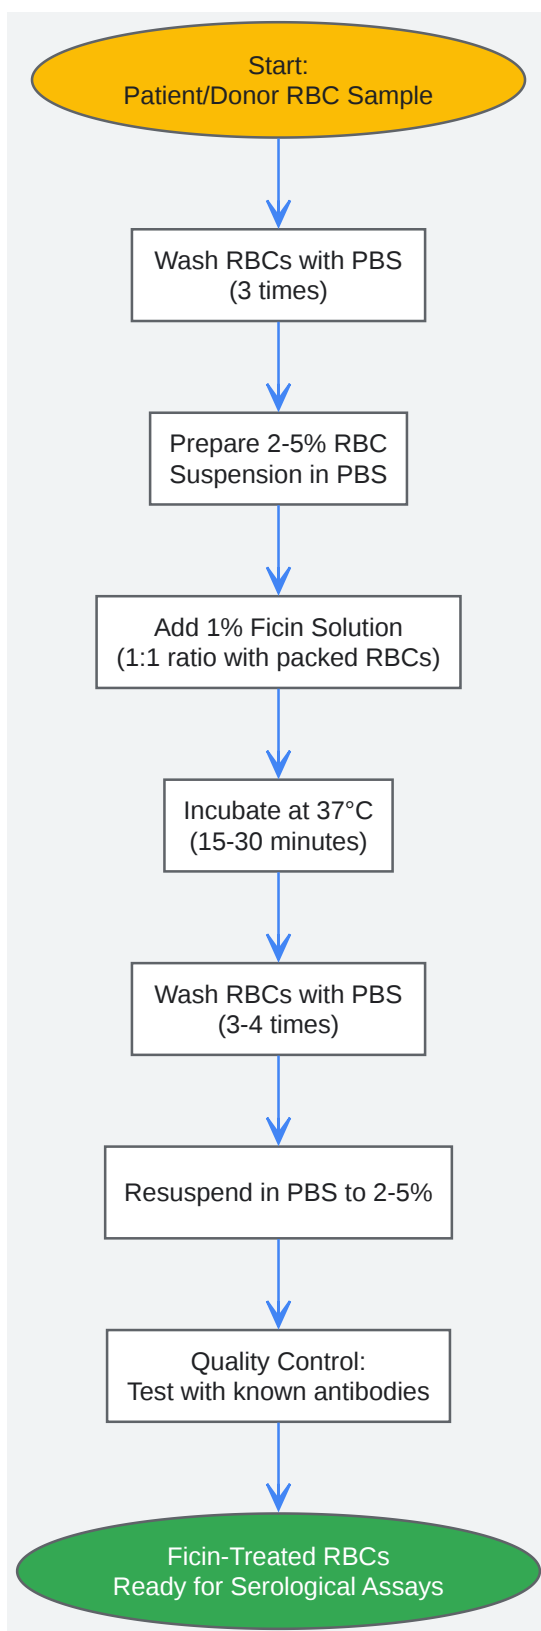 Start:
Patient/Donor RBC Sample
Wash RBCs with PBS
(3 times)
Prepare 2-5% RBC
Suspension in PBS
Add 1% Ficin Solution
(1:1 ratio with packed RBCs)
Incubate at 37°C
(15-30 minutes)
Wash RBCs with PBS
(3-4 times)
Resuspend in PBS to 2-5%
Quality Control:
Test with known antibodies
Ficin-Treated RBCs
Ready for Serological Assays